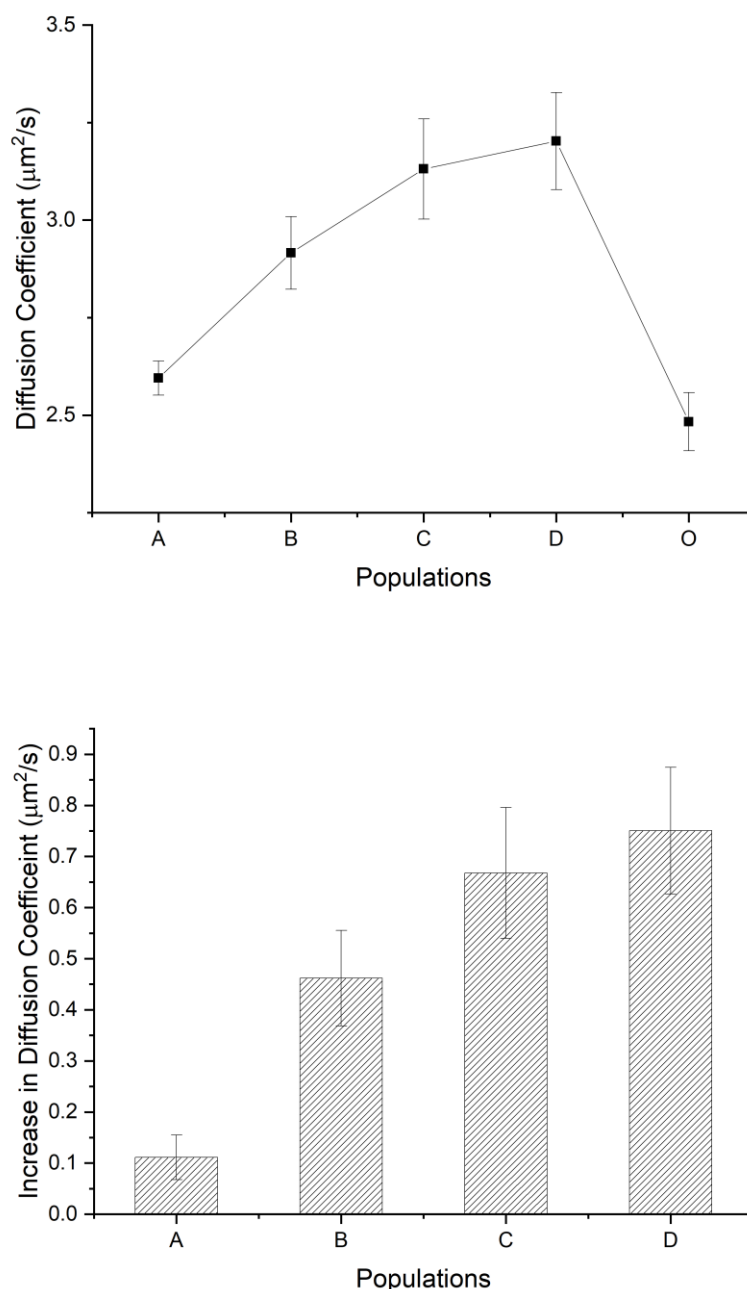 Diffusion Coefficient (μm²/s)
3.5
3.0
2.5
A B C D O
Populations
Increase in Diffusion Coefficeint (μm²/s)
0.9
0.8
0.7
0.6
0.5
0.4
0.3
0.2
0.1
0.0
A B C D
Populations